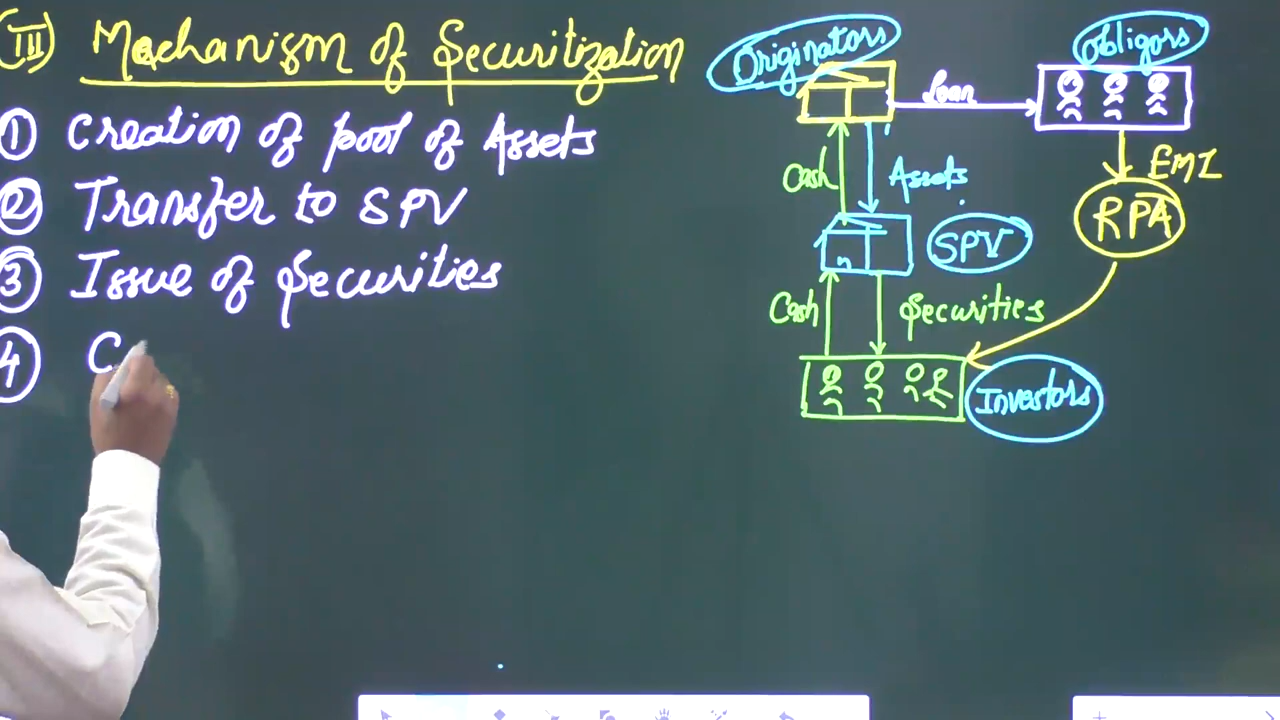 (III) Mechanism of Securitization
① Creation of pool of Assets
② Transfer to SPV
③ Issue of Securities
④ C
Originators
Obligors
Loan
Cash
Assets
EMI
SPV
RPA
Cash
Securities
Investors